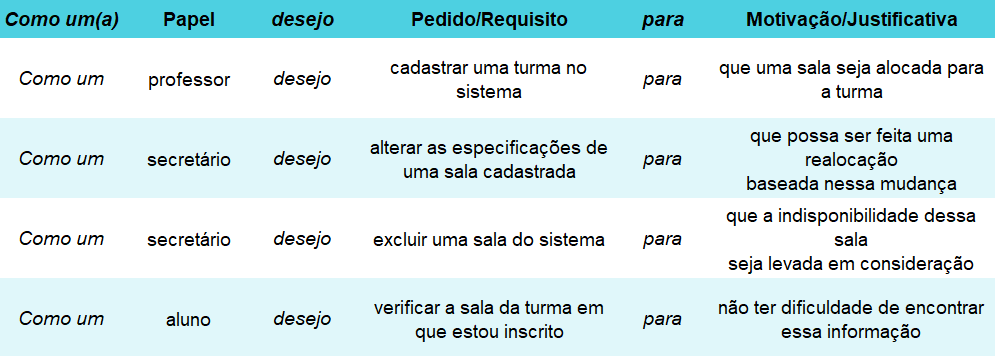 Como um(a) Papel desejo Pedido/Requisito para Motivação/Justificativa
Como um professor desejo cadastrar uma turma no sistema para que uma sala seja alocada para a turma
Como um secretário desejo alterar as especificações de uma sala cadastrada para que possa ser feita uma realocação baseada nessa mudança
Como um secretário desejo excluir uma sala do sistema para que a indisponibilidade dessa sala seja levada em consideração
Como um aluno desejo verificar a sala da turma em que estou inscrito para não ter dificuldade de encontrar essa informação